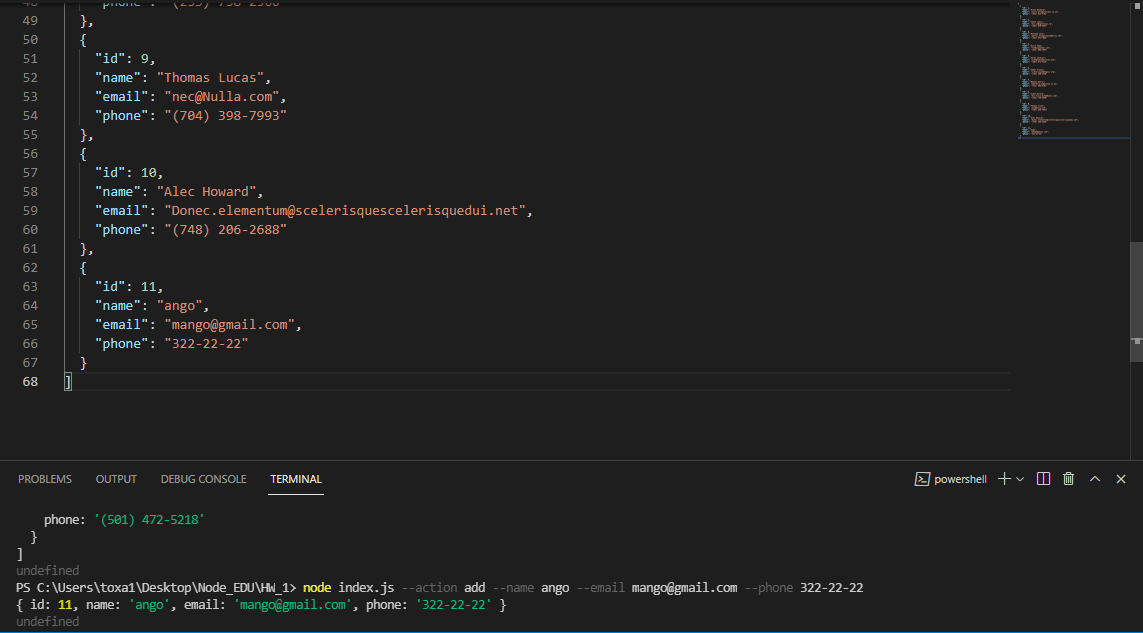 49 },
50 {
51 "id": 9,
52 "name": "Thomas Lucas",
53 "email": "nec@Nulla.com",
54 "phone": "(704) 398-7993"
55 },
56 {
57 "id": 10,
58 "name": "Alec Howard",
59 "email": "Donec.elementum@scelerisquescelerisquedui.net",
60 "phone": "(748) 206-2688"
61 },
62 {
63 "id": 11,
64 "name": "ango",
65 "email": "mango@gmail.com",
66 "phone": "322-22-22"
67 }
68 ]
PROBLEMS OUTPUT DEBUG CONSOLE TERMINAL powershell
phone: '(501) 472-5218'
}
]
undefined
PS C:\Users\toxa1\Desktop\Node_EDU\HW_1> node index.js --action add --name ango --email mango@gmail.com --phone 322-22-22
{ id: 11, name: 'ango', email: 'mango@gmail.com', phone: '322-22-22' }
undefined